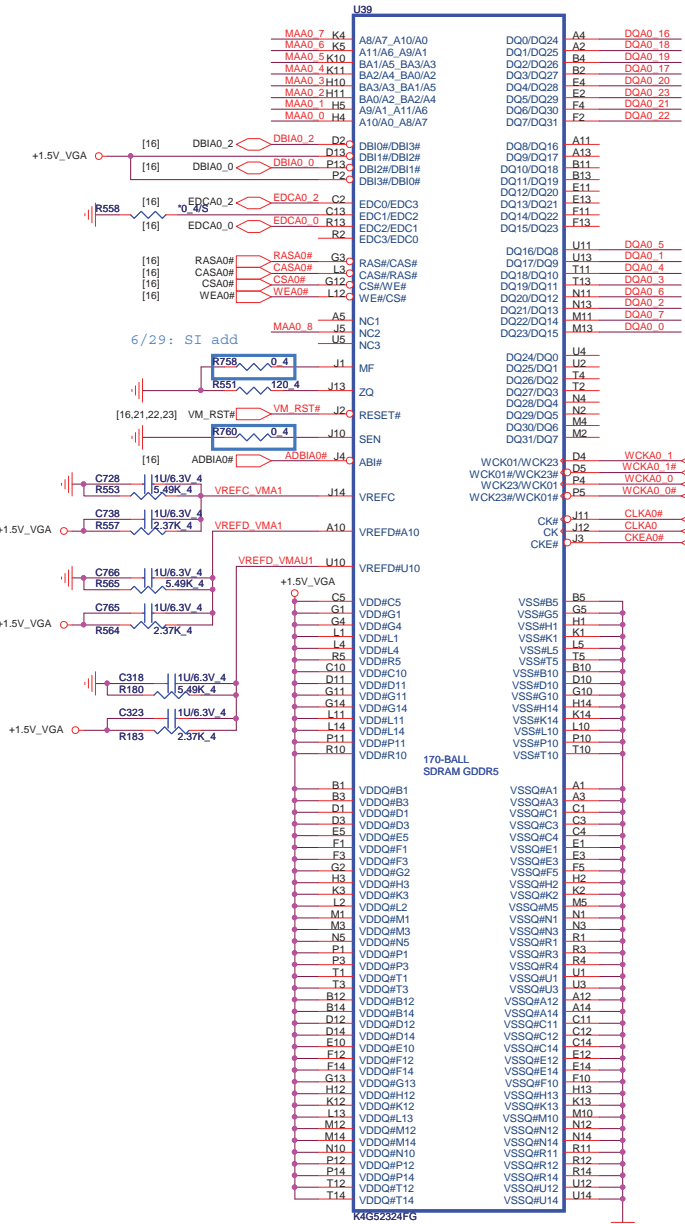 U39
MAA0_7 K4 A8/A7_A10/A0 DQ0/DQ24 A4 DQA0_16
MAA0_6 K5 A11/A6_A9/A1 DQ1/DQ25 A2 DQA0_18
MAA0_5 K10 BA1/A5_BA3/A3 DQ2/DQ26 B4 DQA0_19
MAA0_4 K11 BA2/A4_BA0/A2 DQ3/DQ27 B2 DQA0_17
MAA0_3 H10 BA3/A3_BA1/A5 DQ4/DQ28 E4 DQA0_20
MAA0_2 H11 BA0/A2_BA2/A4 DQ5/DQ29 E2 DQA0_23
MAA0_1 H5 A9/A1_A11/A6 DQ6/DQ30 F4 DQA0_21
MAA0_0 H4 A10/A0_A8/A7 DQ7/DQ31 F2 DQA0_22
[16] DBIA0_2 DBIA0_2 D2 DBI0#/DBI3# DQ8/DQ16 A11
+1.5V_VGA D13 DBI1#/DBI2# DQ9/DQ17 A13
[16] DBIA0_0 DBIA0_0 P13 DBI2#/DBI1# DQ10/DQ18 B11
P2 DBI3#/DBI0# DQ11/DQ19 B13
DQ12/DQ20 E11
[16] EDCA0_2 EDCA0_2 C2 EDC0/EDC3 DQ13/DQ21 E13
R558 *0_4/S C13 EDC1/EDC2 DQ14/DQ22 F11
[16] EDCA0_0 EDCA0_0 R13 EDC2/EDC1 DQ15/DQ23 F13
R2 EDC3/EDC0
DQ16/DQ8 U11 DQA0_5
[16] RASA0# RASA0# G3 RAS#/CAS# DQ17/DQ9 U13 DQA0_1
[16] CASA0# CASA0# L3 CAS#/RAS# DQ18/DQ10 T11 DQA0_4
[16] CSA0# CSA0# G12 CS#/WE# DQ19/DQ11 T13 DQA0_3
[16] WEA0# WEA0# L12 WE#/CS# DQ20/DQ12 N11 DQA0_6
DQ21/DQ13 N13 DQA0_2
A5 NC1 DQ22/DQ14 M11 DQA0_7
MAA0_8 J5 NC2 DQ23/DQ15 M13 DQA0_0
U5 NC3
6/29: SI add
DQ24/DQ0 U4
R758 0_4 J1 MF DQ25/DQ1 U2
DQ26/DQ2 T4
R551 120_4 J13 ZQ DQ27/DQ3 T2
DQ28/DQ4 N4
[16,21,22,23] VM_RST# VM_RST# J2 RESET# DQ29/DQ5 N2
DQ30/DQ6 M4
R760 0_4 J10 SEN DQ31/DQ7 M2
[16] ADBIA0# ADBIA0# J4 ABI# WCK01/WCK23 D4 WCKA0_1
WCK01#/WCK23# D5 WCKA0_1#
C728 1U/6.3V_4 WCK23/WCK01 P4 WCKA0_0
R553 5.49K_4 VREFC_VMA1 J14 VREFC WCK23#/WCK01# P5 WCKA0_0#
C738 1U/6.3V_4 CK# J11 CLKA0#
+1.5V_VGA R557 2.37K_4 VREFD_VMA1 A10 VREFD#A10 CK J12 CLKA0
CKE# J3 CKEA0#
VREFD_VMAU1 U10 VREFD#U10
C766 1U/6.3V_4
R565 5.49K_4
+1.5V_VGA
C765 1U/6.3V_4
+1.5V_VGA R564 2.37K_4
C318 1U/6.3V_4
R180 5.49K_4
C323 1U/6.3V_4
+1.5V_VGA R183 2.37K_4
C5 VDD#C5 VSS#B5 B5
G1 VDD#G1 VSS#G5 G5
G4 VDD#G4 VSS#H1 H1
L1 VDD#L1 VSS#K1 K1
L4 VDD#L4 VSS#L5 L5
R5 VDD#R5 VSS#T5 T5
C10 VDD#C10 VSS#B10 B10
D11 VDD#D11 VSS#D10 D10
G11 VDD#G11 VSS#G10 G10
G14 VDD#G14 VSS#H14 H14
L11 VDD#L11 VSS#K14 K14
L14 VDD#L14 VSS#L10 L10
P11 VDD#P11 VSS#P10 P10
R10 VDD#R10 VSS#T10 T10
170-BALL
SDRAM GDDR5
B1 VDDQ#B1 VSSQ#A1 A1
B3 VDDQ#B3 VSSQ#A3 A3
D1 VDDQ#D1 VSSQ#C1 C1
D3 VDDQ#D3 VSSQ#C3 C3
E5 VDDQ#E5 VSSQ#C4 C4
F1 VDDQ#F1 VSSQ#E1 E1
F3 VDDQ#F3 VSSQ#E3 E3
G2 VDDQ#G2 VSSQ#F5 F5
H3 VDDQ#H3 VSSQ#H2 H2
K3 VDDQ#K3 VSSQ#K2 K2
L2 VDDQ#L2 VSSQ#M5 M5
M1 VDDQ#M1 VSSQ#N1 N1
M3 VDDQ#M3 VSSQ#N3 N3
N5 VDDQ#N5 VSSQ#R1 R1
P1 VDDQ#P1 VSSQ#R3 R3
P3 VDDQ#P3 VSSQ#R4 R4
T1 VDDQ#T1 VSSQ#U1 U1
T3 VDDQ#T3 VSSQ#U3 U3
B12 VDDQ#B12 VSSQ#A12 A12
B14 VDDQ#B14 VSSQ#A14 A14
D12 VDDQ#D12 VSSQ#C11 C11
D14 VDDQ#D14 VSSQ#C12 C12
E10 VDDQ#E10 VSSQ#C14 C14
F12 VDDQ#F12 VSSQ#E12 E12
F14 VDDQ#F14 VSSQ#E14 E14
G13 VDDQ#G13 VSSQ#F10 F10
H12 VDDQ#H12 VSSQ#H13 H13
K12 VDDQ#K12 VSSQ#K13 K13
L13 VDDQ#L13 VSSQ#M10 M10
M12 VDDQ#M12 VSSQ#N12 N12
M14 VDDQ#M14 VSSQ#N14 N14
N10 VDDQ#N10 VSSQ#R11 R11
P12 VDDQ#P12 VSSQ#R12 R12
P14 VDDQ#P14 VSSQ#R14 R14
T12 VDDQ#T12 VSSQ#U12 U12
T14 VDDQ#T14 VSSQ#U14 U14
K4G52324FG